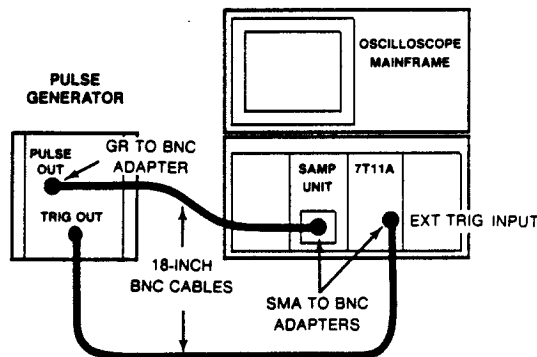 OSCILLOSCOPE
MAINFRAME
PULSE
GENERATOR
GR TO BNC
ADAPTER
PULSE
OUT
TRIG OUT
SAMP
UNIT
7T11A
EXT TRIG INPUT
18-INCH
BNC CABLES
SMA TO BNC
ADAPTERS